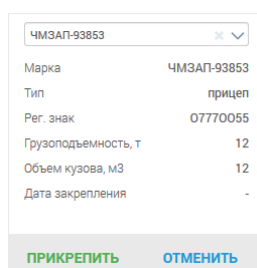 ЧМЗАП-93853
Марка ЧМЗАП-93853
Тип прицеп
Рег. знак 07770055
Грузоподъемность, т 12
Объем кузова, м3 12
Дата закрепления -
ПРИКРЕПИТЬ ОТМЕНИТЬ